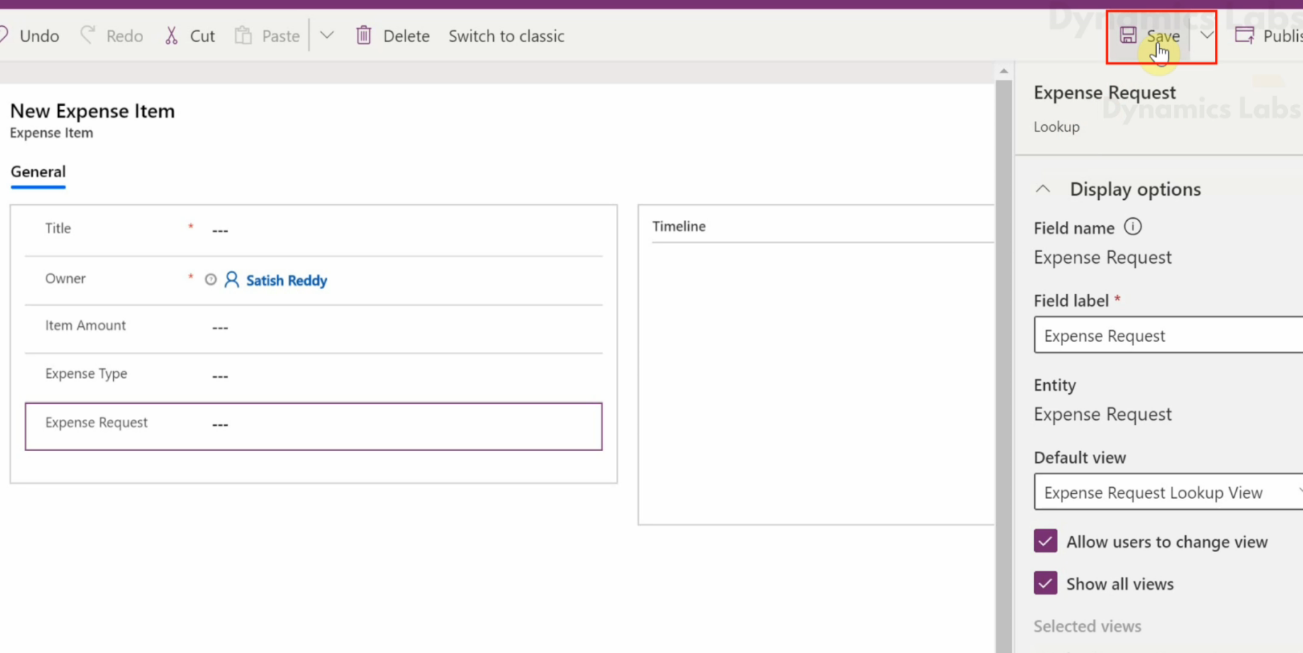 Dynamics Labs
Undo Redo Cut Paste Delete Switch to classic Save Publis
New Expense Item
Expense Item
General
Title * ---
Owner * Satish Reddy
Item Amount ---
Expense Type ---
Expense Request ---
Timeline
Expense Request
Dynamics Labs
Lookup
Display options
Field name
Expense Request
Field label *
Expense Request
Entity
Expense Request
Default view
Expense Request Lookup View
Allow users to change view
Show all views
Selected views